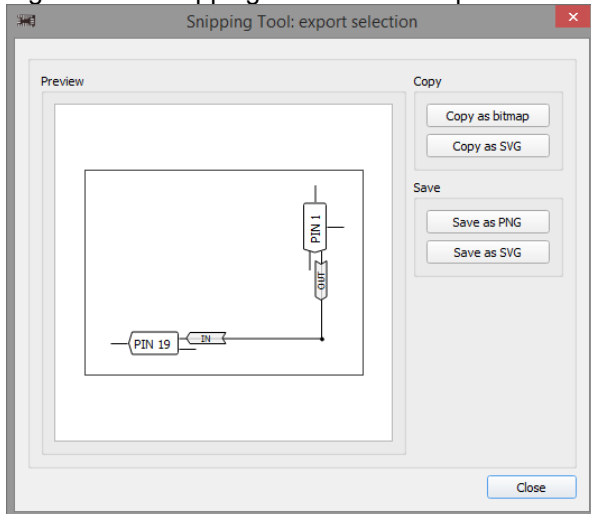 Snipping Tool: export selection
Preview
Copy
Copy as bitmap
Copy as SVG
Save
Save as PNG
Save as SVG
PIN 1
OUT
IN
PIN 19
Close